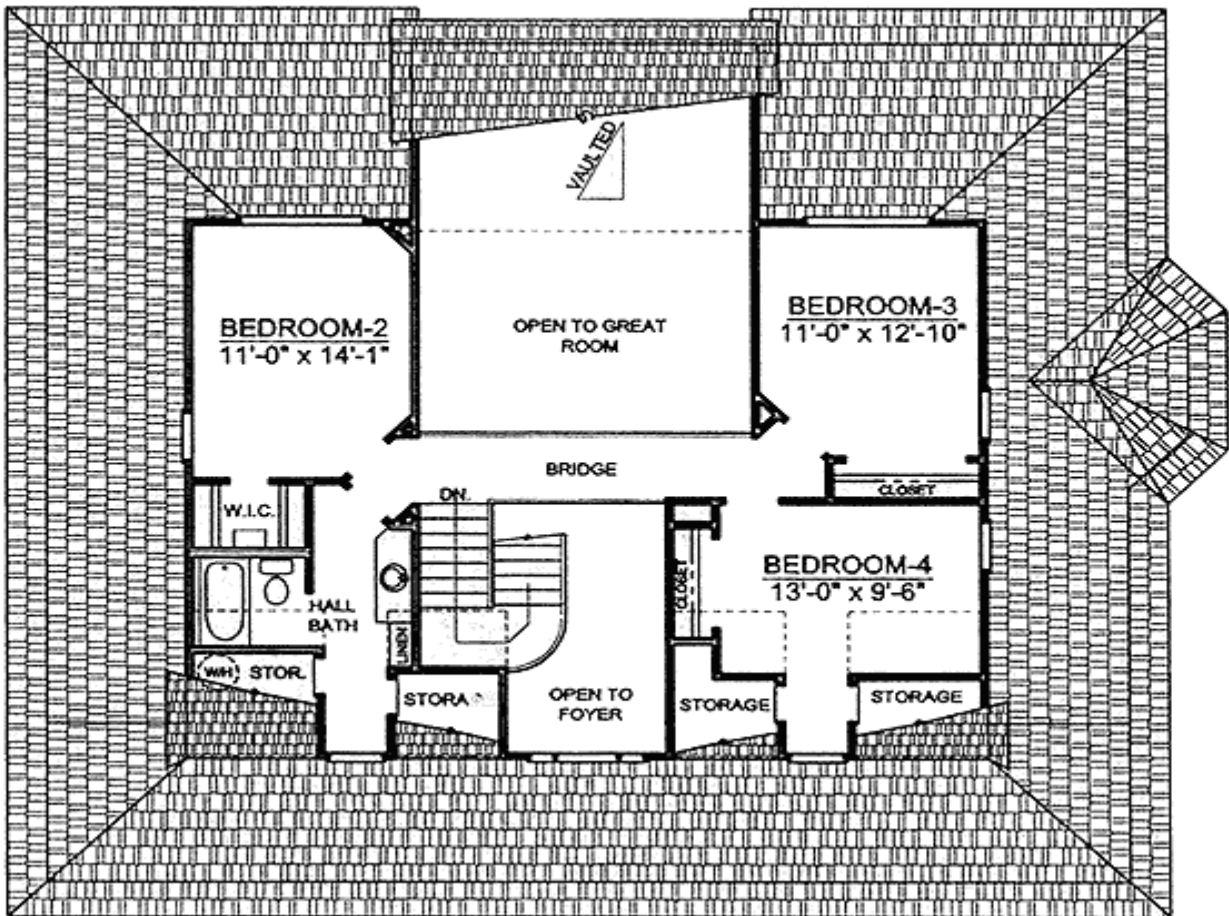 VAULTED
BEDROOM-2
11'-0" x 14'-1"
OPEN TO GREAT
ROOM
BEDROOM-3
11'-0" x 12'-10"
BRIDGE
DN.
CLOSET
W.I.C.
CLOSET
BEDROOM-4
13'-0" x 9'-6"
HALL
BATH
LINEN
W/H
STOR.
STORA
OPEN TO
FOYER
STORAGE
STORAGE